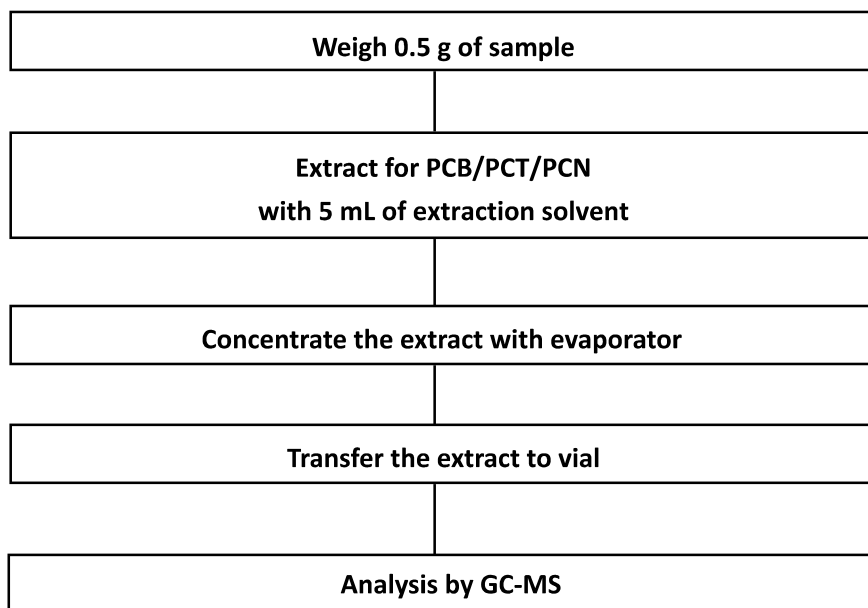 Weigh 0.5 g of sample
Extract for PCB/PCT/PCN
with 5 mL of extraction solvent
Concentrate the extract with evaporator
Transfer the extract to vial
Analysis by GC-MS